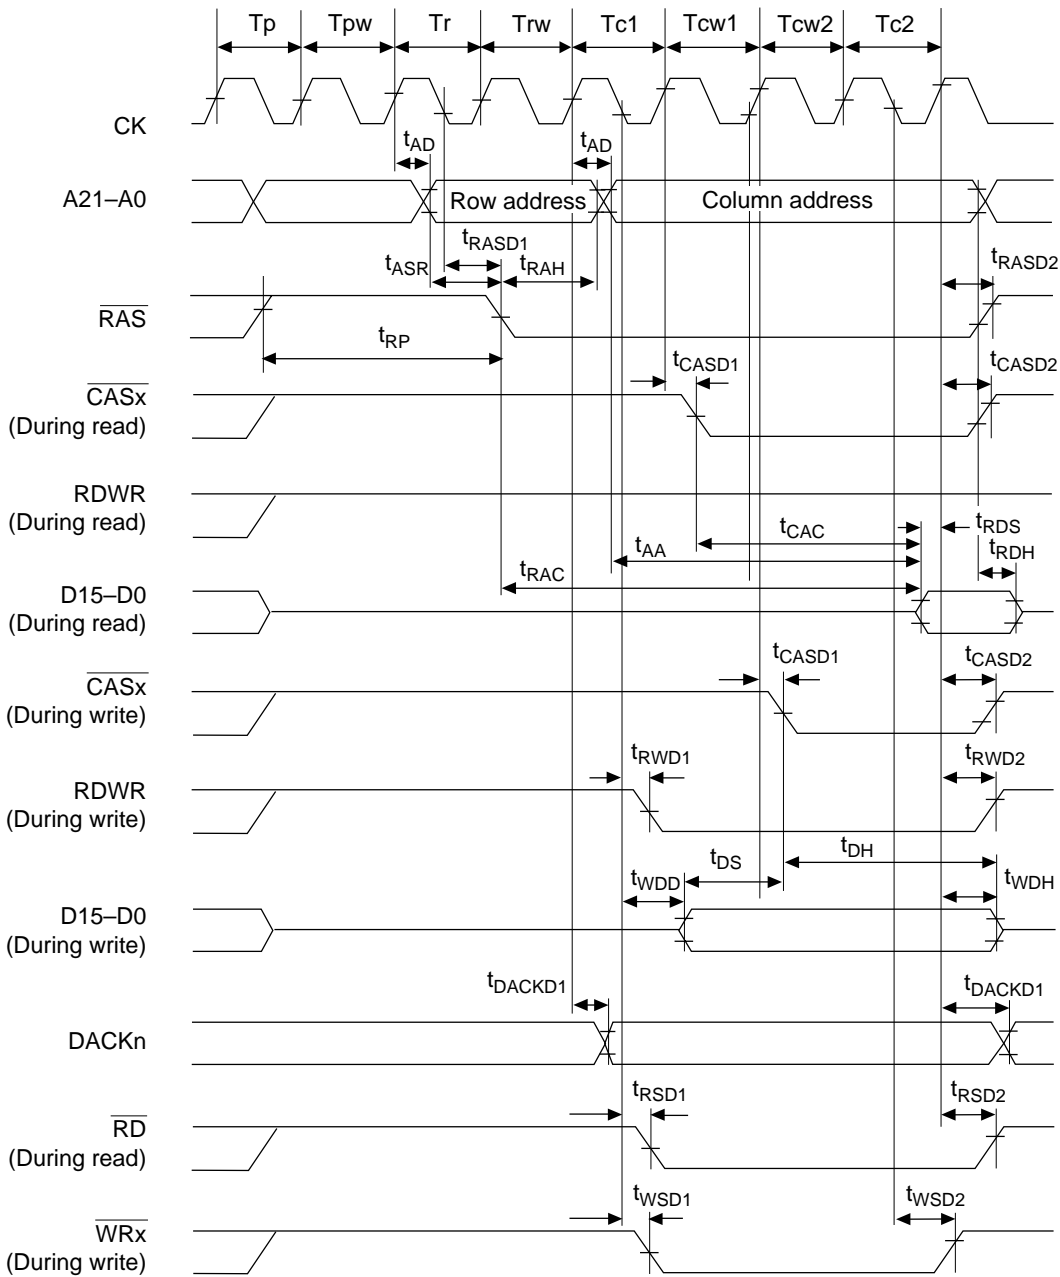 Tp Tpw Tr Trw Tc1 Tcw1 Tcw2 Tc2
CK
tAD tAD
A21–A0
Row address
Column address
tRASD1
tASR tRAH tRASD2
RAS
tRP
tCASD1 tCASD2
CASx
(During read)
RDWR
(During read)
tCAC tRDS
tAA tRDH
tRAC
D15–D0
(During read)
tCASD1 tCASD2
CASx
(During write)
tRWD1 tRWD2
RDWR
(During write)
tDS tDH
tWDD tWDH
D15–D0
(During write)
tDACKD1 tDACKD1
DACKn
tRSD1 tRSD2
RD
(During read)
tWSD1 tWSD2
WRx
(During write)